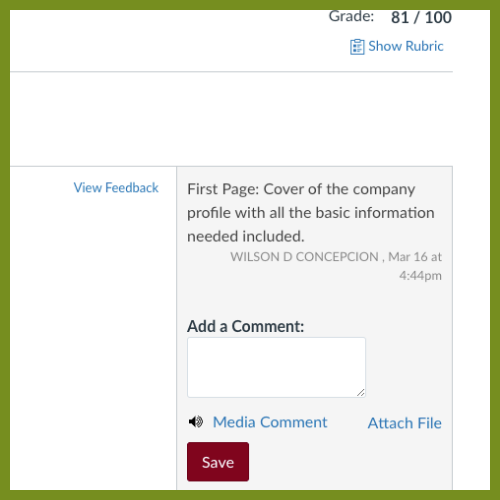 Grade: 81 / 100
Show Rubric
View Feedback
First Page: Cover of the company
profile with all the basic information
needed included.
WILSON D CONCEPCION , Mar 16 at
4:44pm
Add a Comment:
Media Comment
Attach File
Save